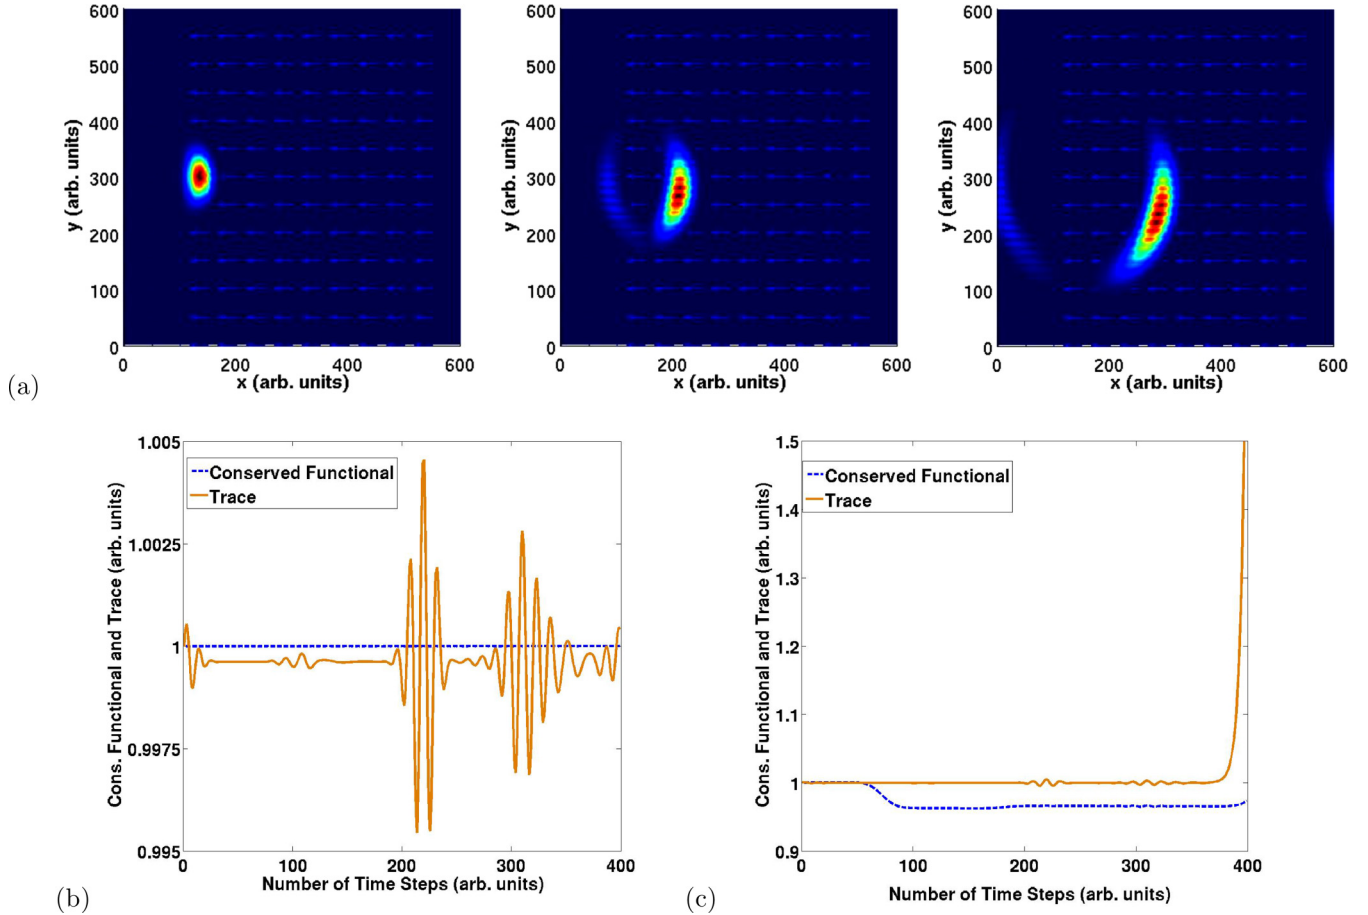 600
500
400
300
200
100
0
y (arb. units)
0 200 400 600
x (arb. units)
600
500
400
300
200
100
0
y (arb. units)
0 200 400 600
x (arb. units)
600
500
400
300
200
100
0
y (arb. units)
0 200 400 600
x (arb. units)
(a)
1.005
1.0025
1
0.9975
0.995
Cons. Functional and Trace (arb. units)
Conserved Functional
Trace
0 100 200 300 400
Number of Time Steps (arb. units)
(b)
1.5
1.4
1.3
1.2
1.1
1
0.9
Cons. Functional and Trace (arb. units)
Conserved Functional
Trace
0 100 200 300 400
Number of Time Steps (arb. units)
(c)